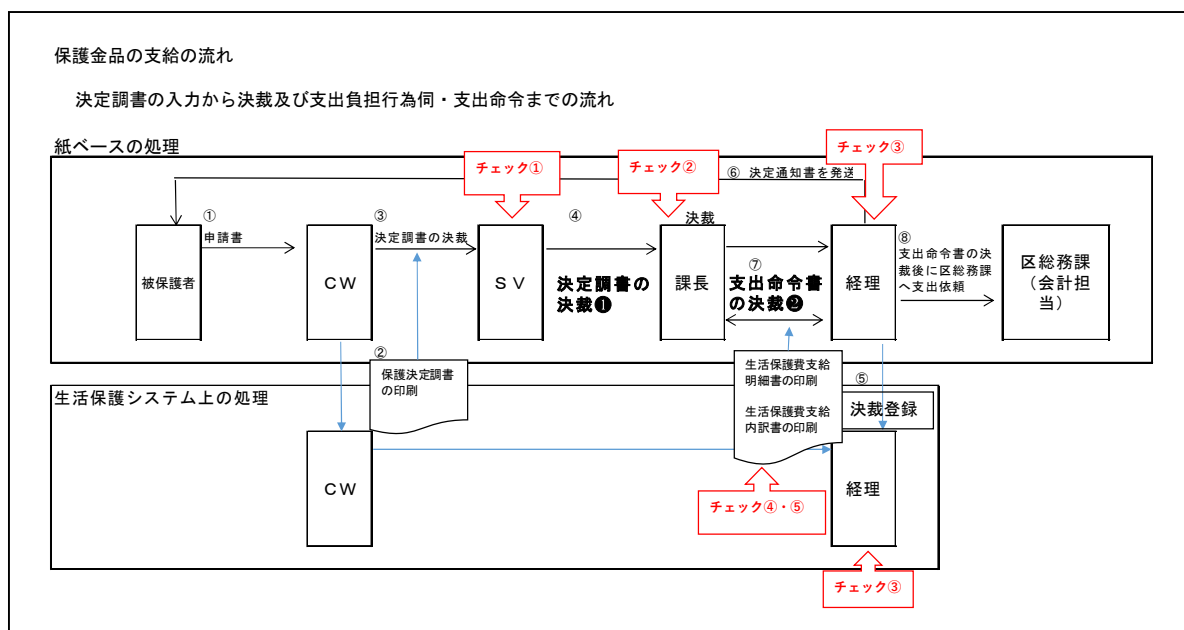 保護金品の支給の流れ
決定調書の入力から決裁及び支出負担行為伺・支出命令までの流れ
紙ベースの処理
チェック①
チェック②
チェック③
⑥ 決定通知書を発送
①
申請書
③
決定調書の決裁
④
決裁
被保護者
CW
SV
決定調書の
決裁❶
課長
⑦
支出命令書
の決裁❷
経理
⑧
支出命令書の決
裁後に区総務課
へ支出依頼
区総務課
（会計担
当）
②
保護決定調書
の印刷
生活保護費支給
明細書の印刷
生活保護費支給
内訳書の印刷
⑤
決裁登録
生活保護システム上の処理
CW
チェック④・⑤
経理
チェック③